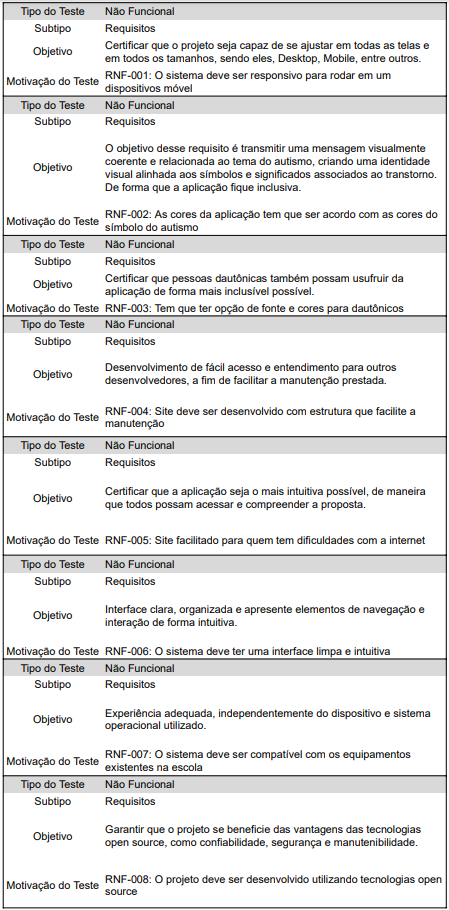 Tipo do Teste Não Funcional
Subtipo Requisitos
Objetivo Certificar que o projeto seja capaz de se ajustar em todas as telas e
em todos os tamanhos, sendo eles, Desktop, Mobile, entre outros.
Motivação do Teste RNF-001: O sistema deve ser responsivo para rodar em um
dispositivos móvel
Tipo do Teste Não Funcional
Subtipo Requisitos
Objetivo O objetivo desse requisito é transmitir uma mensagem visualmente
coerente e relacionada ao tema do autismo, criando uma identidade
visual alinhada aos símbolos e significados associados ao transtorno.
De forma que a aplicação fique inclusiva.
Motivação do Teste RNF-002: As cores da aplicação tem que ser acordo com as cores do
símbolo do autismo
Tipo do Teste Não Funcional
Subtipo Requisitos
Objetivo Certificar que pessoas dautônicas também possam usufruir da
aplicação de forma mais inclusível possível.
Motivação do Teste RNF-003: Tem que ter opção de fonte e cores para dautônicos
Tipo do Teste Não Funcional
Subtipo Requisitos
Objetivo Desenvolvimento de fácil acesso e entendimento para outros
desenvolvedores, a fim de facilitar a manutenção prestada.
Motivação do Teste RNF-004: Site deve ser desenvolvido com estrutura que facilite a
manutenção
Tipo do Teste Não Funcional
Subtipo Requisitos
Objetivo Certificar que a aplicação seja o mais intuitiva possível, de maneira
que todos possam acessar e compreender a proposta.
Motivação do Teste RNF-005: Site facilitado para quem tem dificuldades com a internet
Tipo do Teste Não Funcional
Subtipo Requisitos
Objetivo Interface clara, organizada e apresente elementos de navegação e
interação de forma intuitiva.
Motivação do Teste RNF-006: O sistema deve ter uma interface limpa e intuitiva
Tipo do Teste Não Funcional
Subtipo Requisitos
Objetivo Experiência adequada, independentemente do dispositivo e sistema
operacional utilizado.
Motivação do Teste RNF-007: O sistema deve ser compatível com os equipamentos
existentes na escola
Tipo do Teste Não Funcional
Subtipo Requisitos
Objetivo Garantir que o projeto se beneficie das vantagens das tecnologias
open source, como confiabilidade, segurança e manutenibilidade.
Motivação do Teste RNF-008: O projeto deve ser desenvolvido utilizando tecnologias open
source